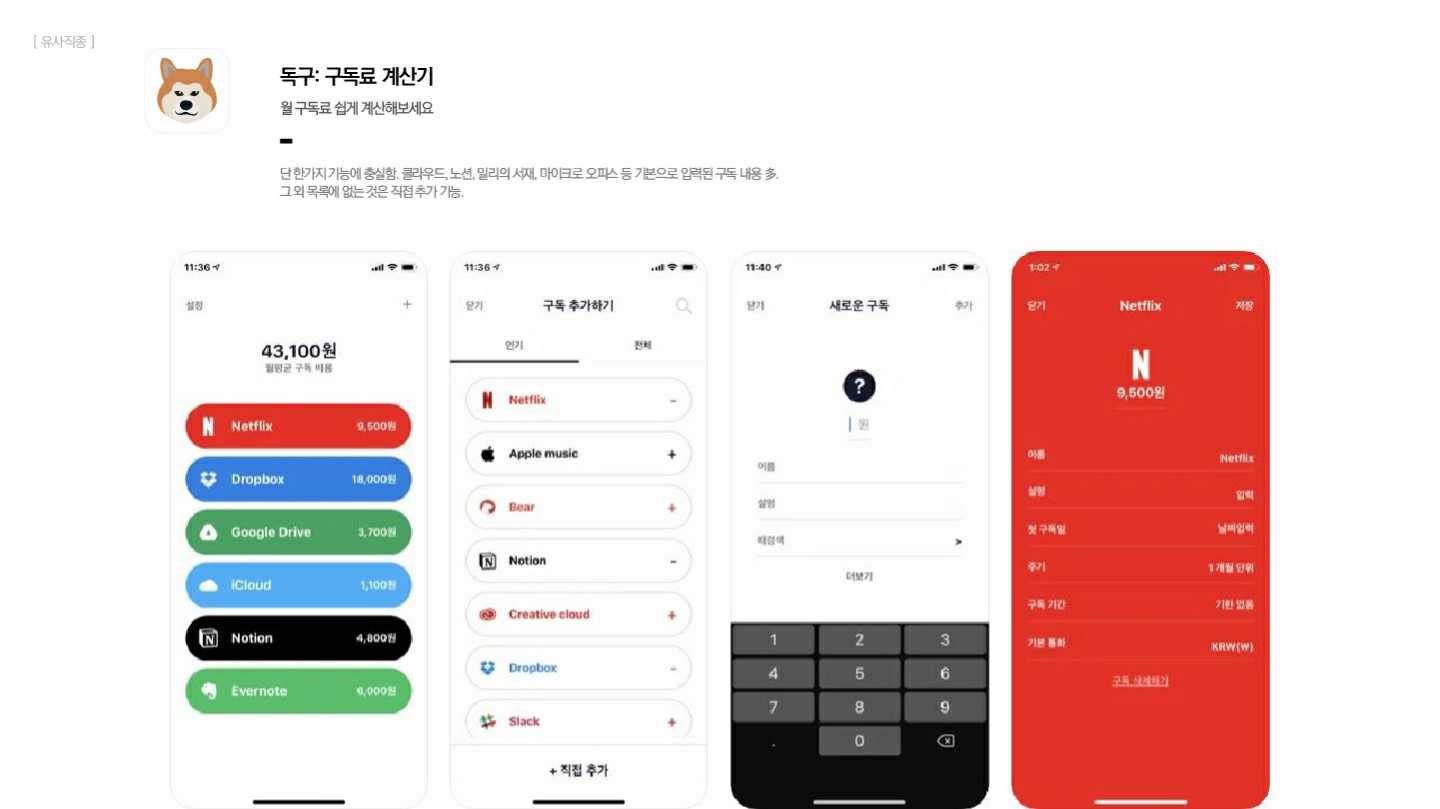 [ 유사직종 ]
독구: 구독료 계산기
월 구독료 쉽게 계산해보세요
단 한가지 기능에 충실함. 클라우드, 노션, 밀리의 서재, 마이크로 오피스 등 기본으로 입력된 구독 내용 多.
그 외 목록에 없는 것은 직접 추가 가능.
11:36
설정 +
43,100원
월평균 구독 비용
Netflix 9,500원
Dropbox 18,000원
Google Drive 3,700원
iCloud 1,100원
Notion 4,800원
Evernote 6,000원
11:36
닫기 구독 추가하기
인기 전체
Netflix -
Apple music +
Bear +
Notion -
Creative cloud +
Dropbox -
Slack +
+ 직접 추가
11:40
닫기 새로운 구독 추가
?
원
이름
설명
배경색 >
더보기
1 2 3
4 5 6
7 8 9
. 0
1:02
닫기 Netflix 저장
N
9,500원
이름 Netflix
설명 입력
첫 구독일 날짜입력
주기 1개월 단위
구독 기간 기한 없음
기본 통화 KRW(₩)
구독 삭제하기